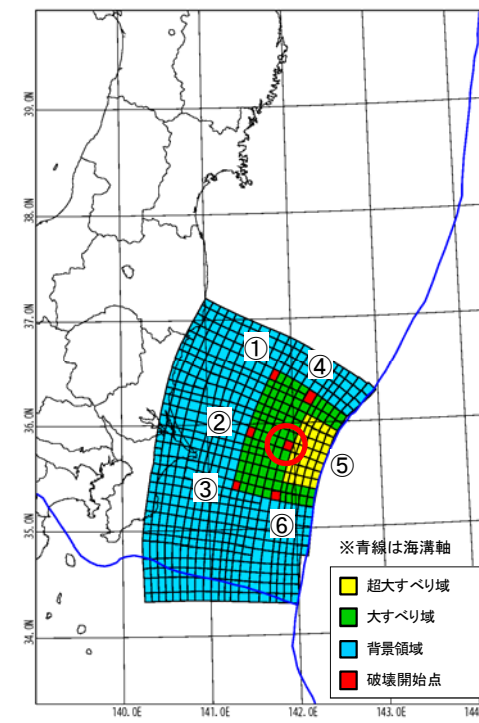 39.0N
38.0N
37.0N
36.0N
35.0N
34.0N
①
④
②
⑤
③
⑥
※青線は海溝軸
超大すべり域
大すべり域
背景領域
破壊開始点
140.0E 141.0E 142.0E 143.0E 144